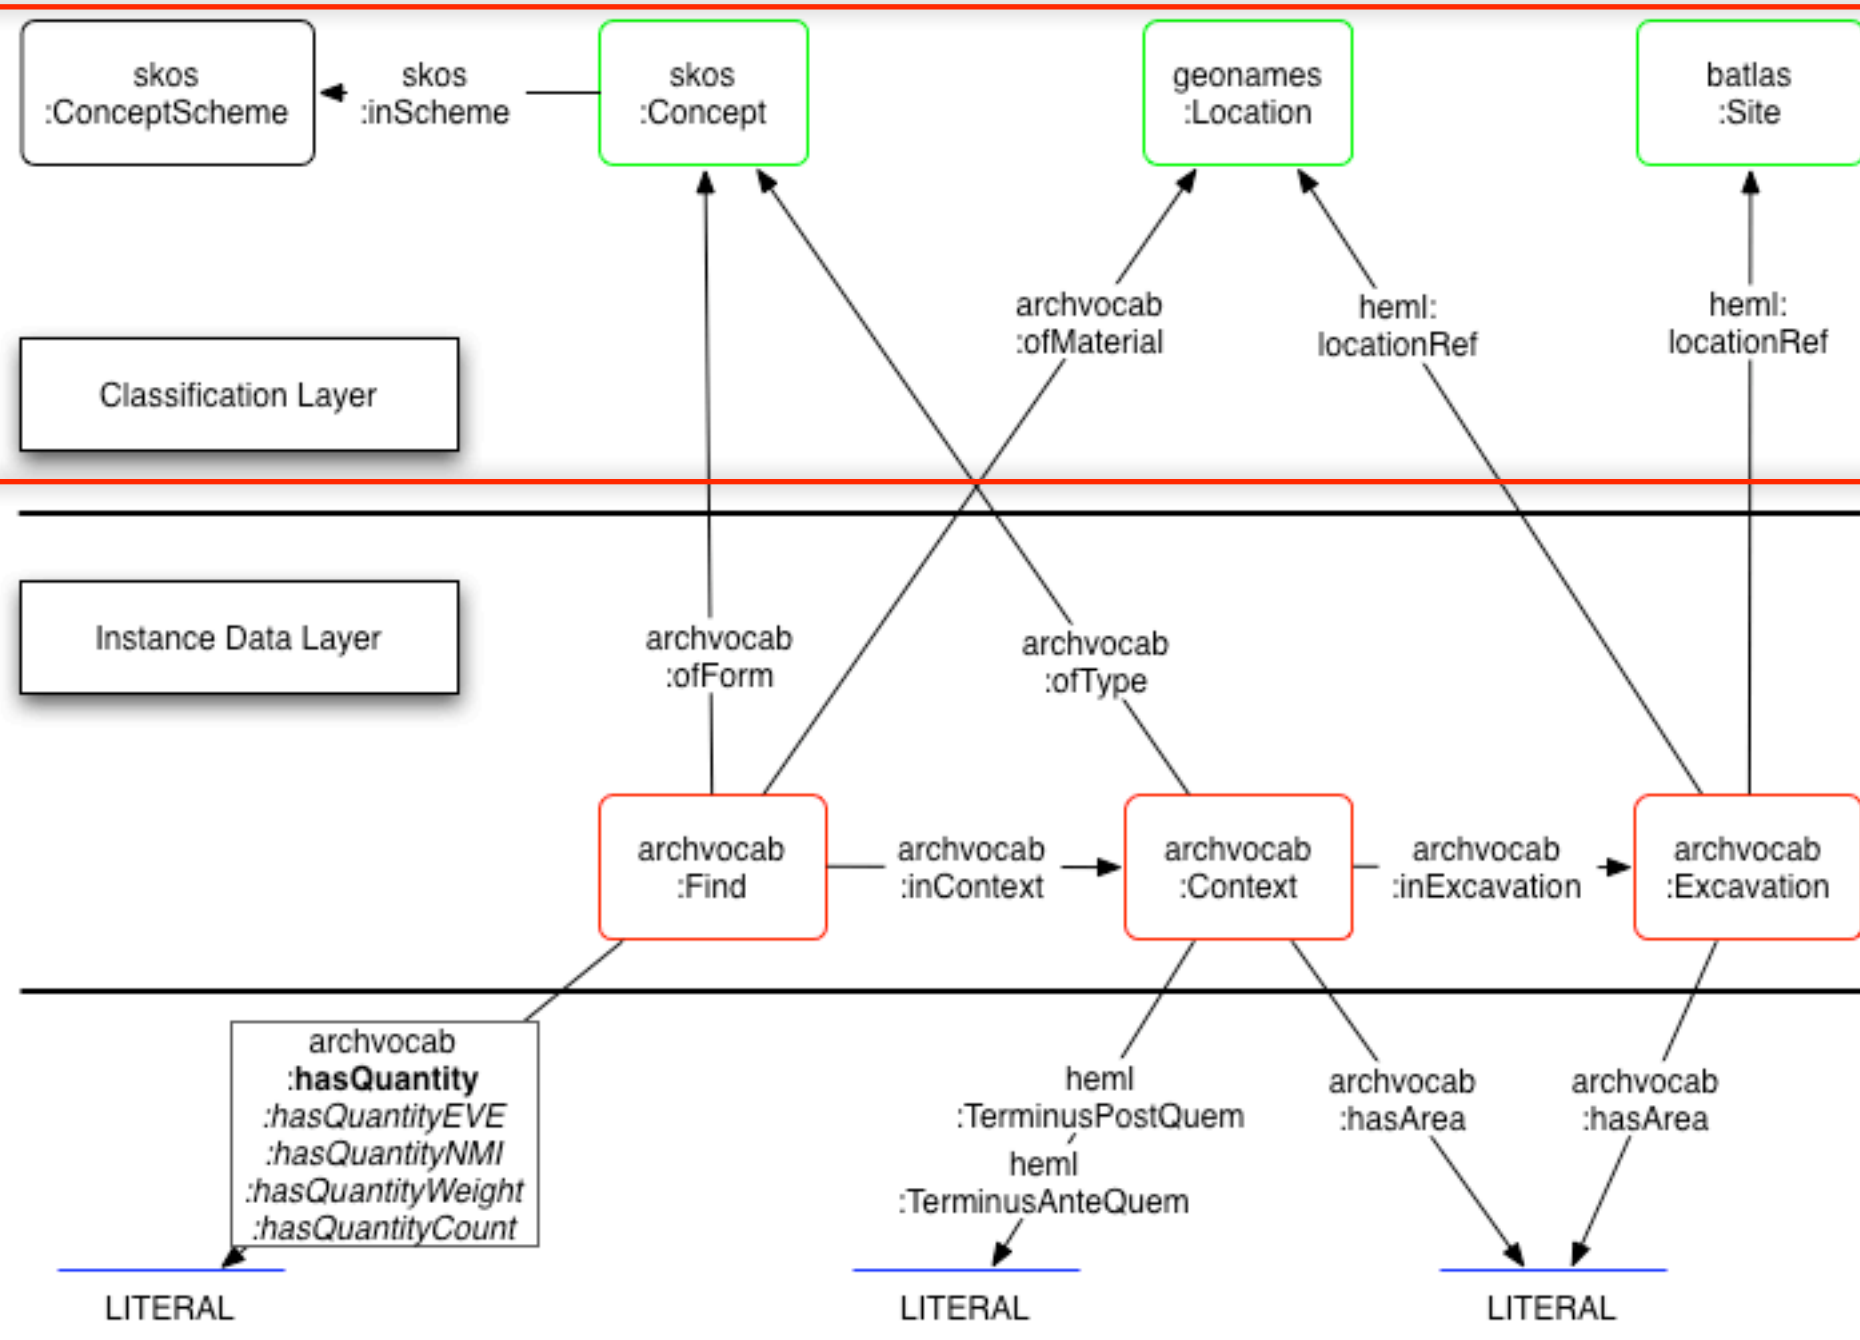 skos
:ConceptScheme
skos
:inScheme
skos
:Concept
geonames
:Location
batlas
:Site
archvocab
:ofMaterial
heml:
locationRef
heml:
locationRef
Classification Layer
Instance Data Layer
archvocab
:ofForm
archvocab
:ofType
archvocab
:Find
archvocab
:inContext
archvocab
:Context
archvocab
:inExcavation
archvocab
:Excavation
archvocab
:hasQuantity
:hasQuantityEVE
:hasQuantityNMI
:hasQuantityWeight
:hasQuantityCount
heml
:TerminusPostQuem
heml
:TerminusAnteQuem
archvocab
:hasArea
archvocab
:hasArea
LITERAL
LITERAL
LITERAL